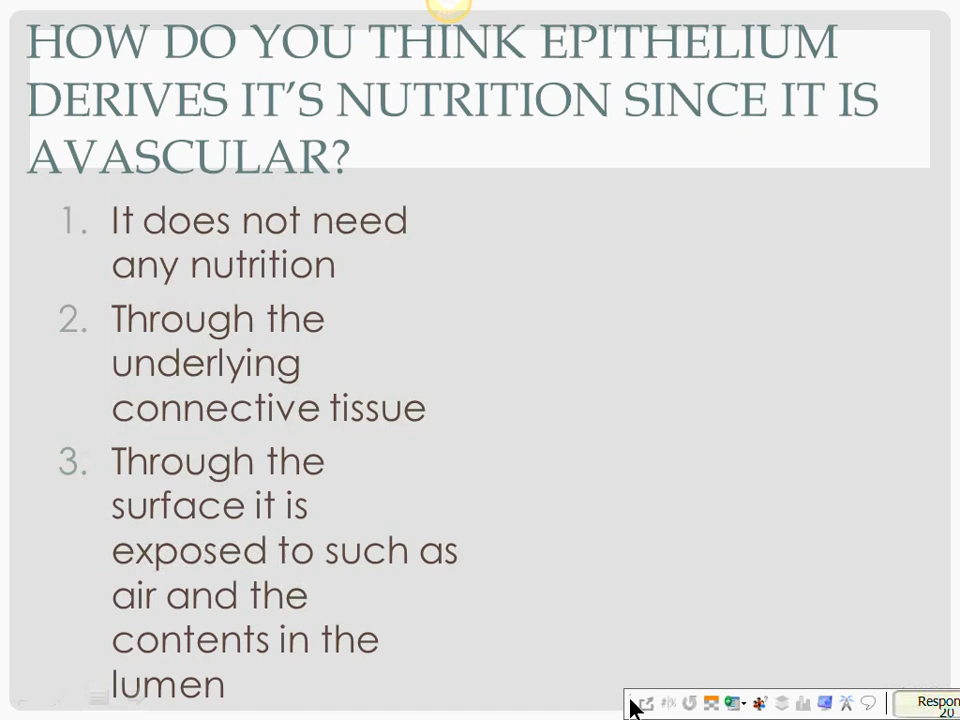 HOW DO YOU THINK EPITHELIUM
DERIVES IT'S NUTRITION SINCE IT IS
AVASCULAR?
1. It does not need
any nutrition
2. Through the
underlying
connective tissue
3. Through the
surface it is
exposed to such as
air and the
contents in the
lumen
Respon
20